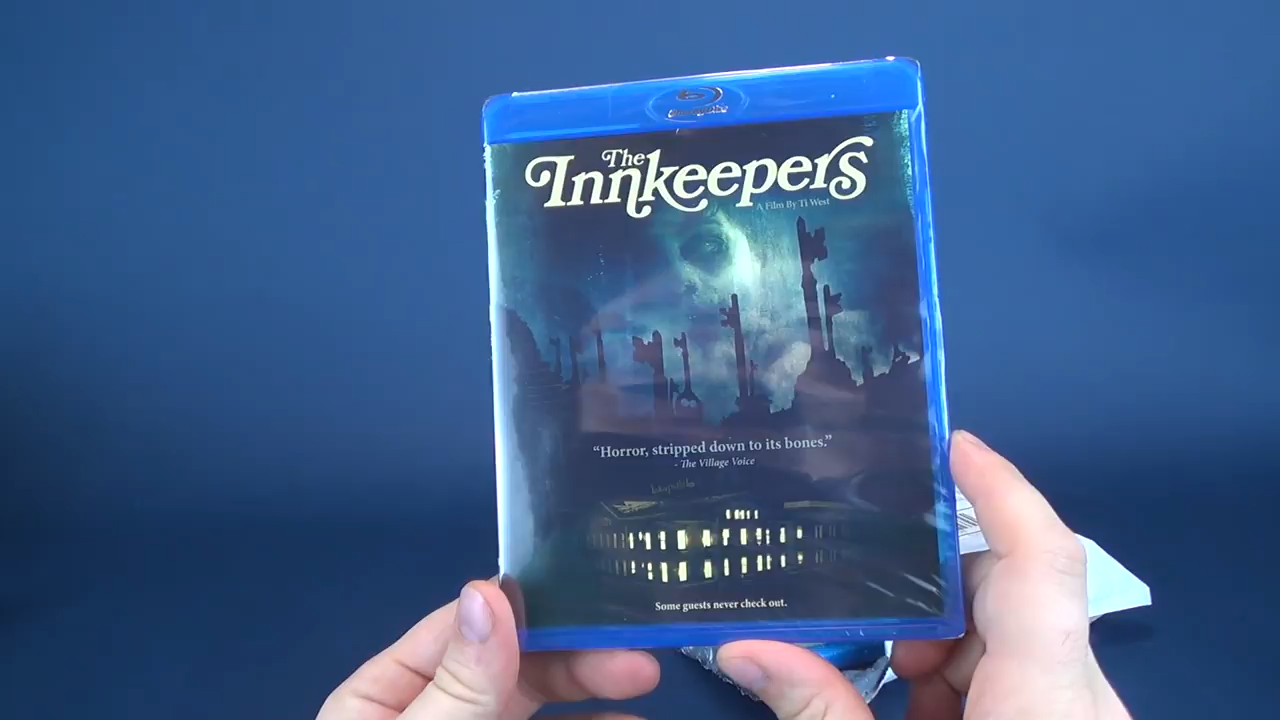 The
Innkeepers
A Film By Ti West
“Horror, stripped down to its bones.”
- The Village Voice
Some guests never check out.